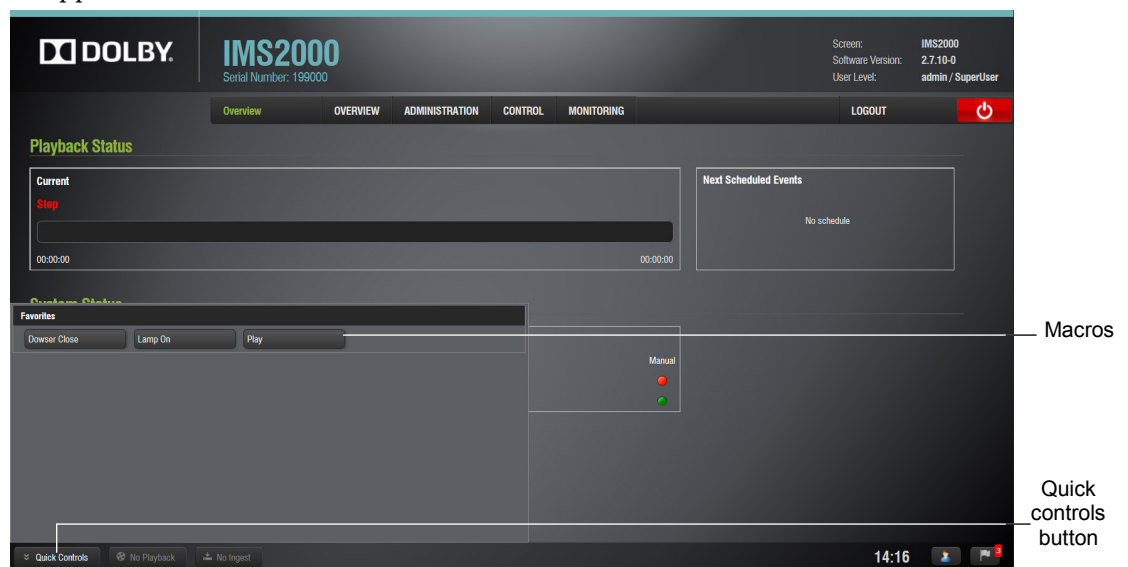 DOLBY.
IMS2000
Serial Number: 199000
Screen: IMS2000
Software Version: 2.7.10-0
User Level: admin / SuperUser
Overview OVERVIEW ADMINISTRATION CONTROL MONITORING LOGOUT
Playback Status
Current
Stop
00:00:00 00:00:00
Next Scheduled Events
No schedule
System Status
Favorites
Dowser Close Lamp On Play
Manual
Macros
Quick
controls
button
Quick Controls No Playback No Ingest 14:16 3